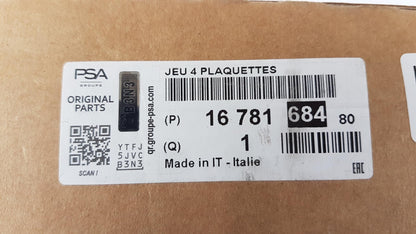 PSA
GROUPE
ORIGINAL
PARTS
SCAN !
B3N3
YTFJ
5JVC
B3N3
qr.groupe-psa.com
JEU 4 PLAQUETTES
(P) 16 781 684 80
(Q) 1
Made in IT - Italie
EAC